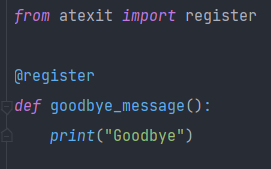 from atexit import register
@register
def goodbye_message():
    print("Goodbye")